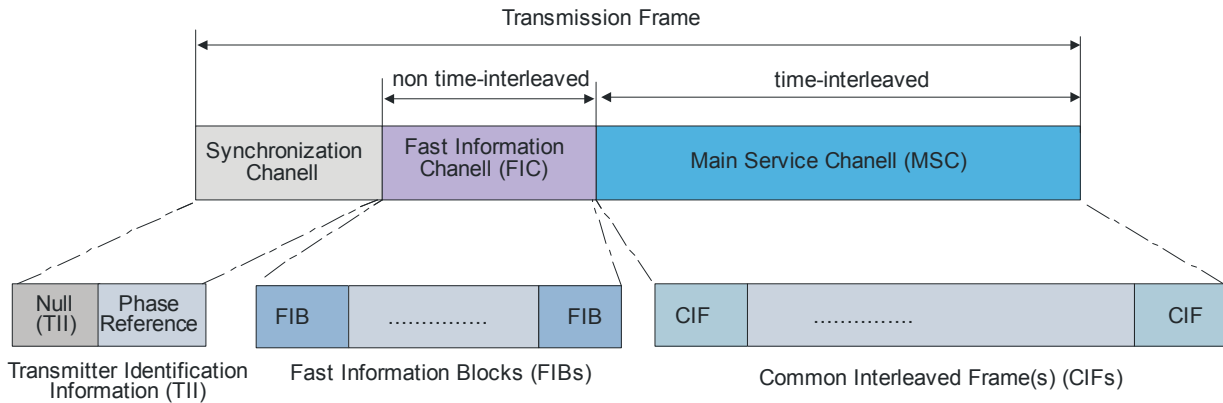 Transmission Frame
non time-interleaved
time-interleaved
Synchronization
Chanell
Fast Information
Chanell (FIC)
Main Service Chanell (MSC)
Null
(TII)
Phase
Reference
FIB
..............
FIB
CIF
..............
CIF
Transmitter Identification
Information (TII)
Fast Information Blocks (FIBs)
Common Interleaved Frame(s) (CIFs)